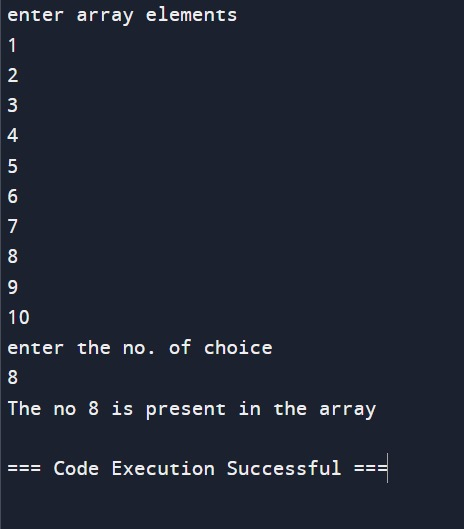 enter array elements
1
2
3
4
5
6
7
8
9
10
enter the no. of choice
8
The no 8 is present in the array
=== Code Execution Successful ===